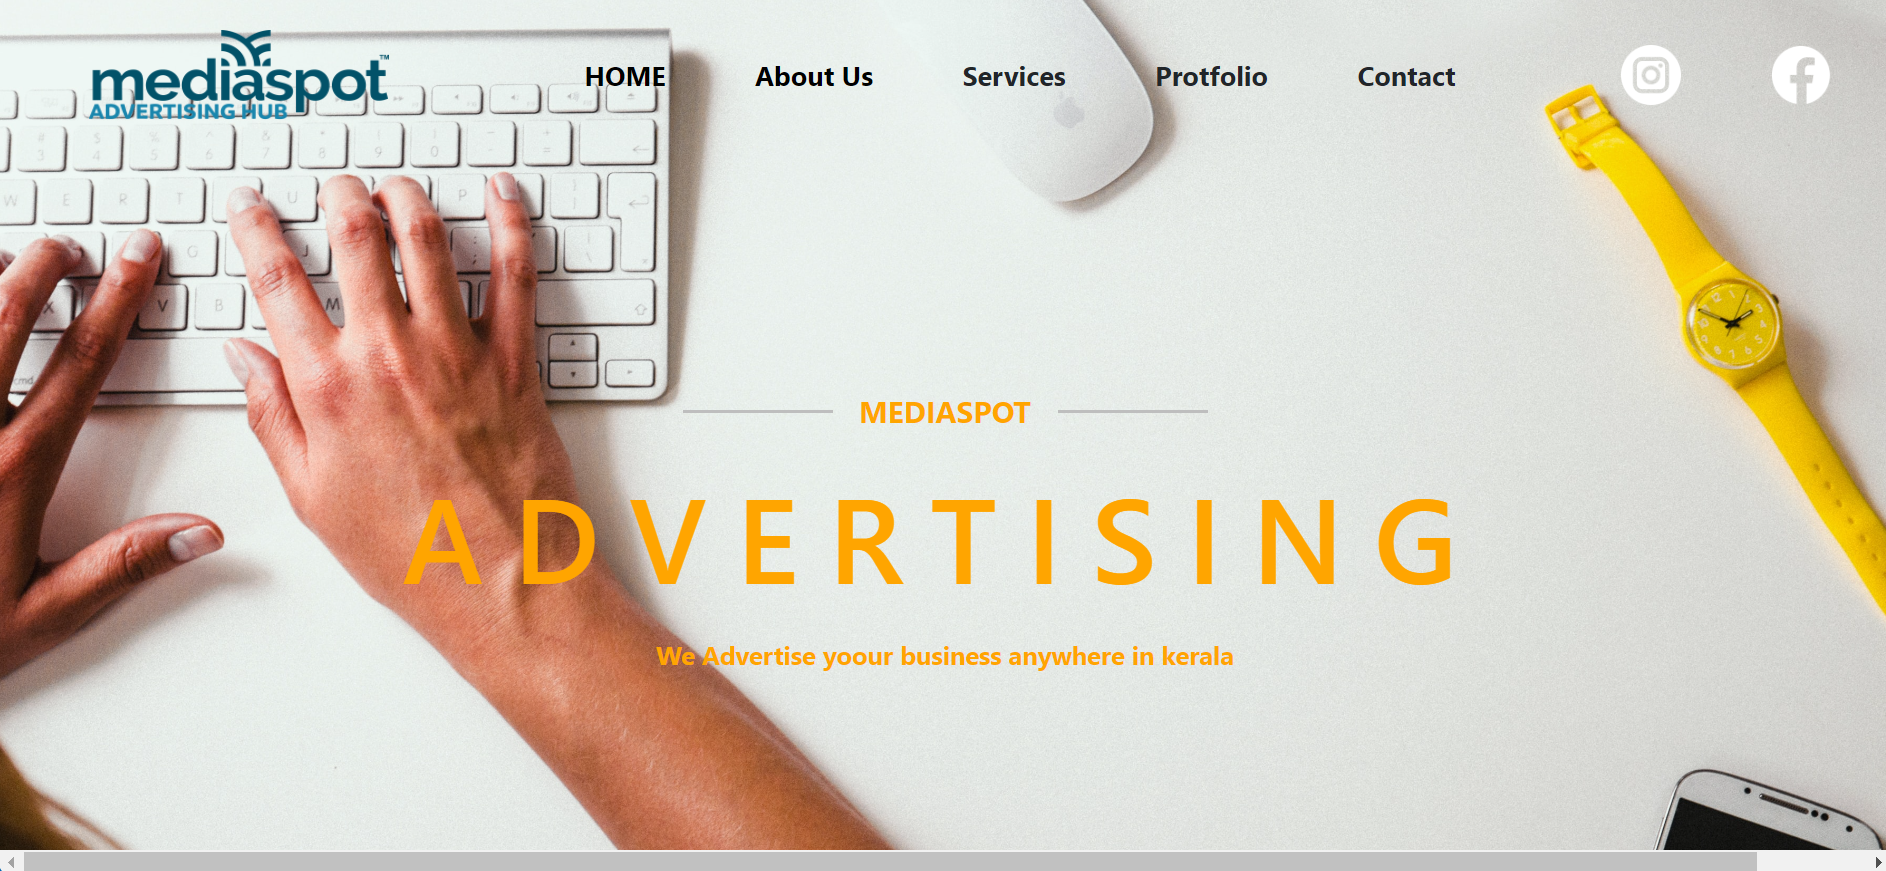 mediaspot™
ADVERTISING HUB
HOME About Us Services Protfolio Contact
MEDIASPOT
ADVERTISING
We Advertise yoour business anywhere in kerala